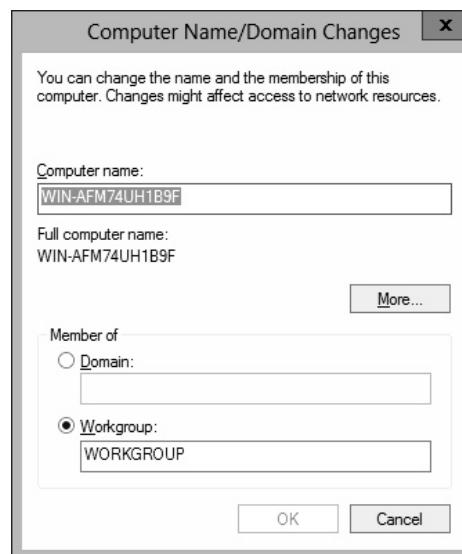 Computer Name/Domain Changes
x
You can change the name and the membership of this
computer. Changes might affect access to network resources.
Computer name:
WIN-AFM74UH1B9F
Full computer name:
WIN-AFM74UH1B9F
More...
Member of
Domain:
Workgroup:
WORKGROUP
OK
Cancel